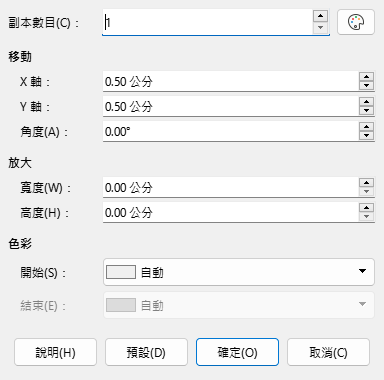 副本數目(C)： 1
移動
X 軸： 0.50 公分
Y 軸： 0.50 公分
角度(A)： 0.00°
放大
寬度(W)： 0.00 公分
高度(H)： 0.00 公分
色彩
開始(S)： 自動
結束(E)： 自動
說明(H) 預設(D) 確定(O) 取消(C)